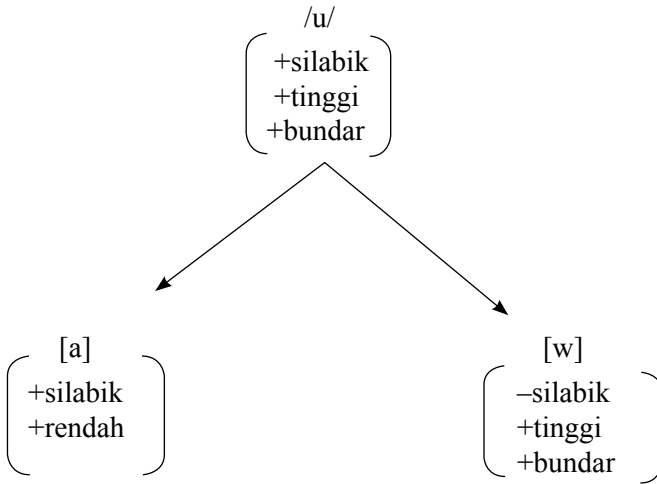 /u/
+silabik
+tinggi
+bundar
[a]
+silabik
+rendah
[w]
–silabik
+tinggi
+bundar